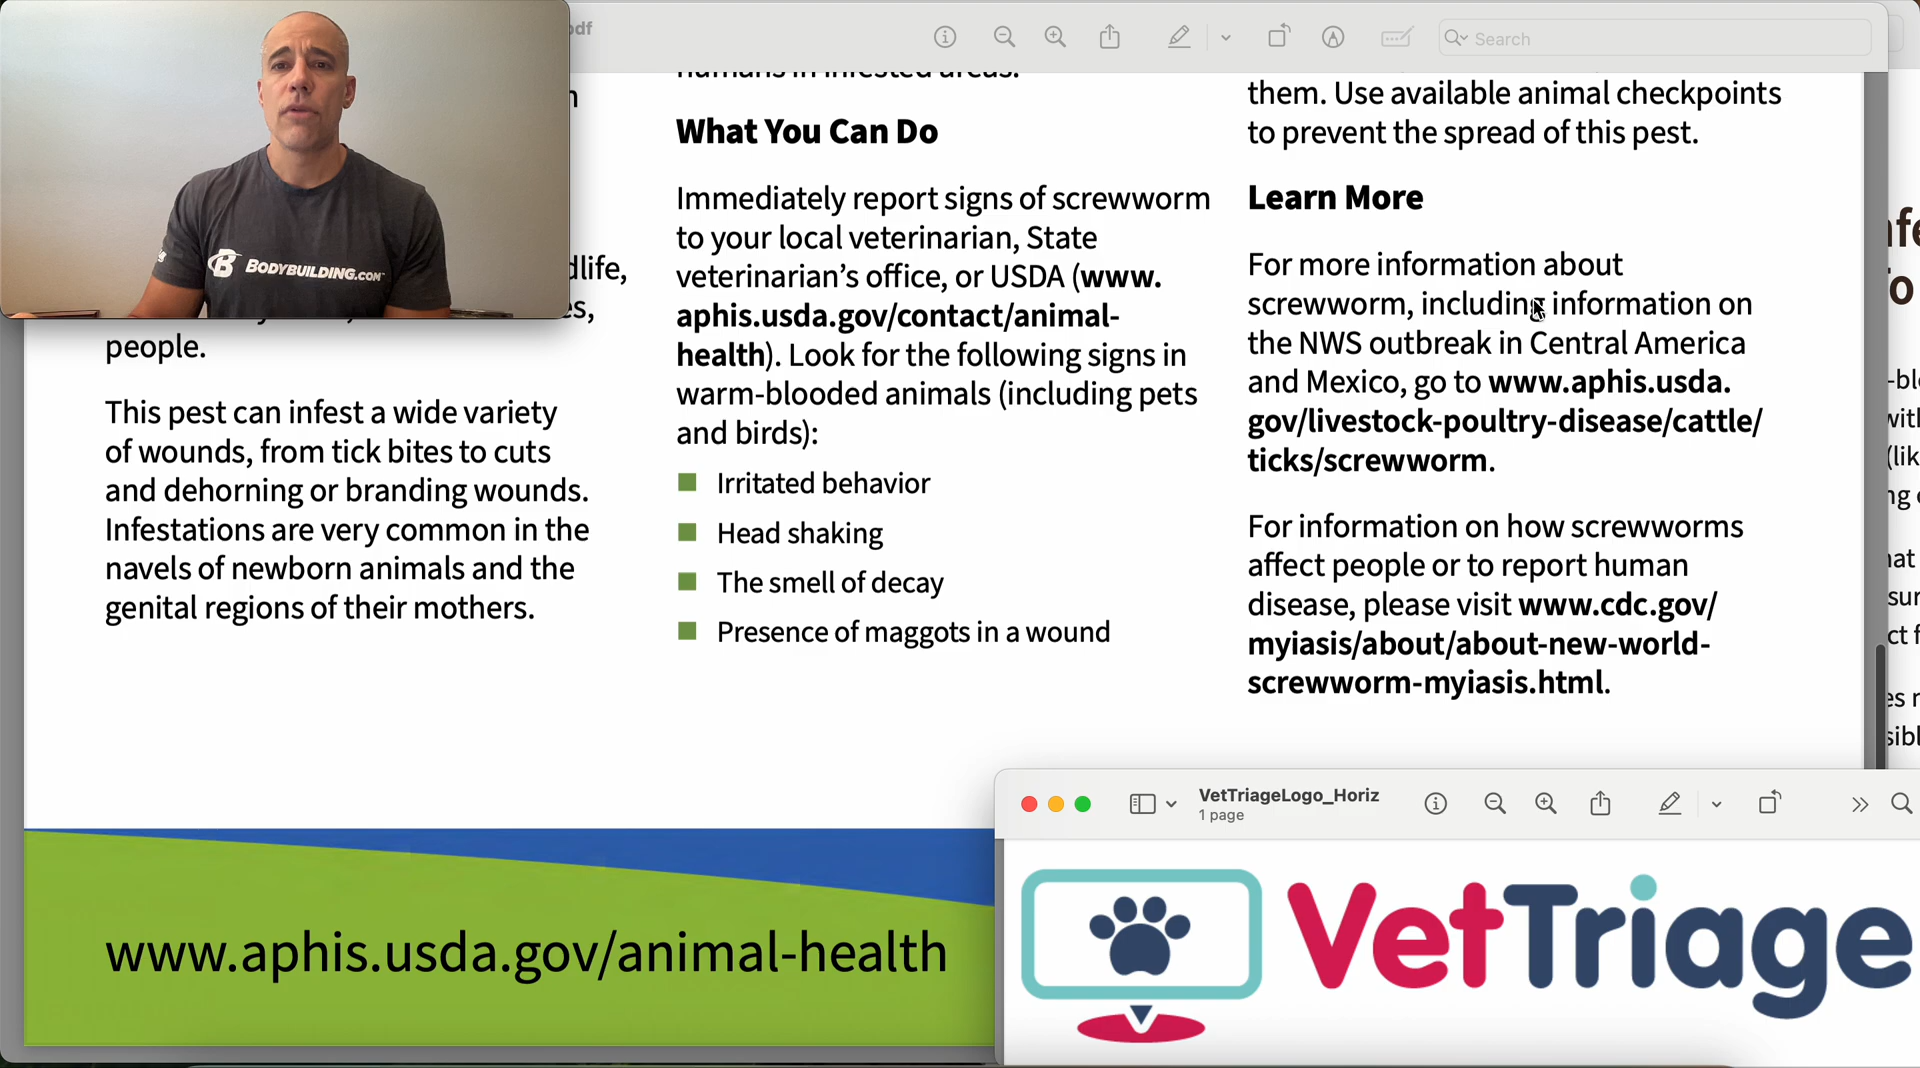 odf
Search
n
dlife,
es,
people.
This pest can infest a wide variety
of wounds, from tick bites to cuts
and dehorning or branding wounds.
Infestations are very common in the
navels of newborn animals and the
genital regions of their mothers.
humans in infested areas.
What You Can Do
Immediately report signs of screwworm
to your local veterinarian, State
veterinarian's office, or USDA (www.
aphis.usda.gov/contact/animal-
health). Look for the following signs in
warm-blooded animals (including pets
and birds):
Irritated behavior
Head shaking
The smell of decay
Presence of maggots in a wound
them. Use available animal checkpoints
to prevent the spread of this pest.
Learn More
For more information about
screwworm, including information on
the NWS outbreak in Central America
and Mexico, go to www.aphis.usda.
gov/livestock-poultry-disease/cattle/
ticks/screwworm.
For information on how screwworms
affect people or to report human
disease, please visit www.cdc.gov/
myiasis/about/about-new-world-
screwworm-myiasis.html.
www.aphis.usda.gov/animal-health
B BODYBUILDING.COM
VetTriageLogo_Horiz
1 page
VetTriage